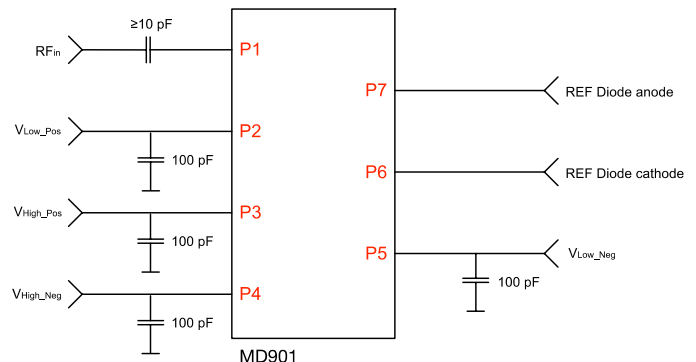 ≥10 pF
RFin
P1
P7
REF Diode anode
VLow_Pos
P2
100 pF
P6
REF Diode cathode
VHigh_Pos
P3
100 pF
P5
VLow_Neg
100 pF
VHigh_Neg
P4
100 pF
MD901